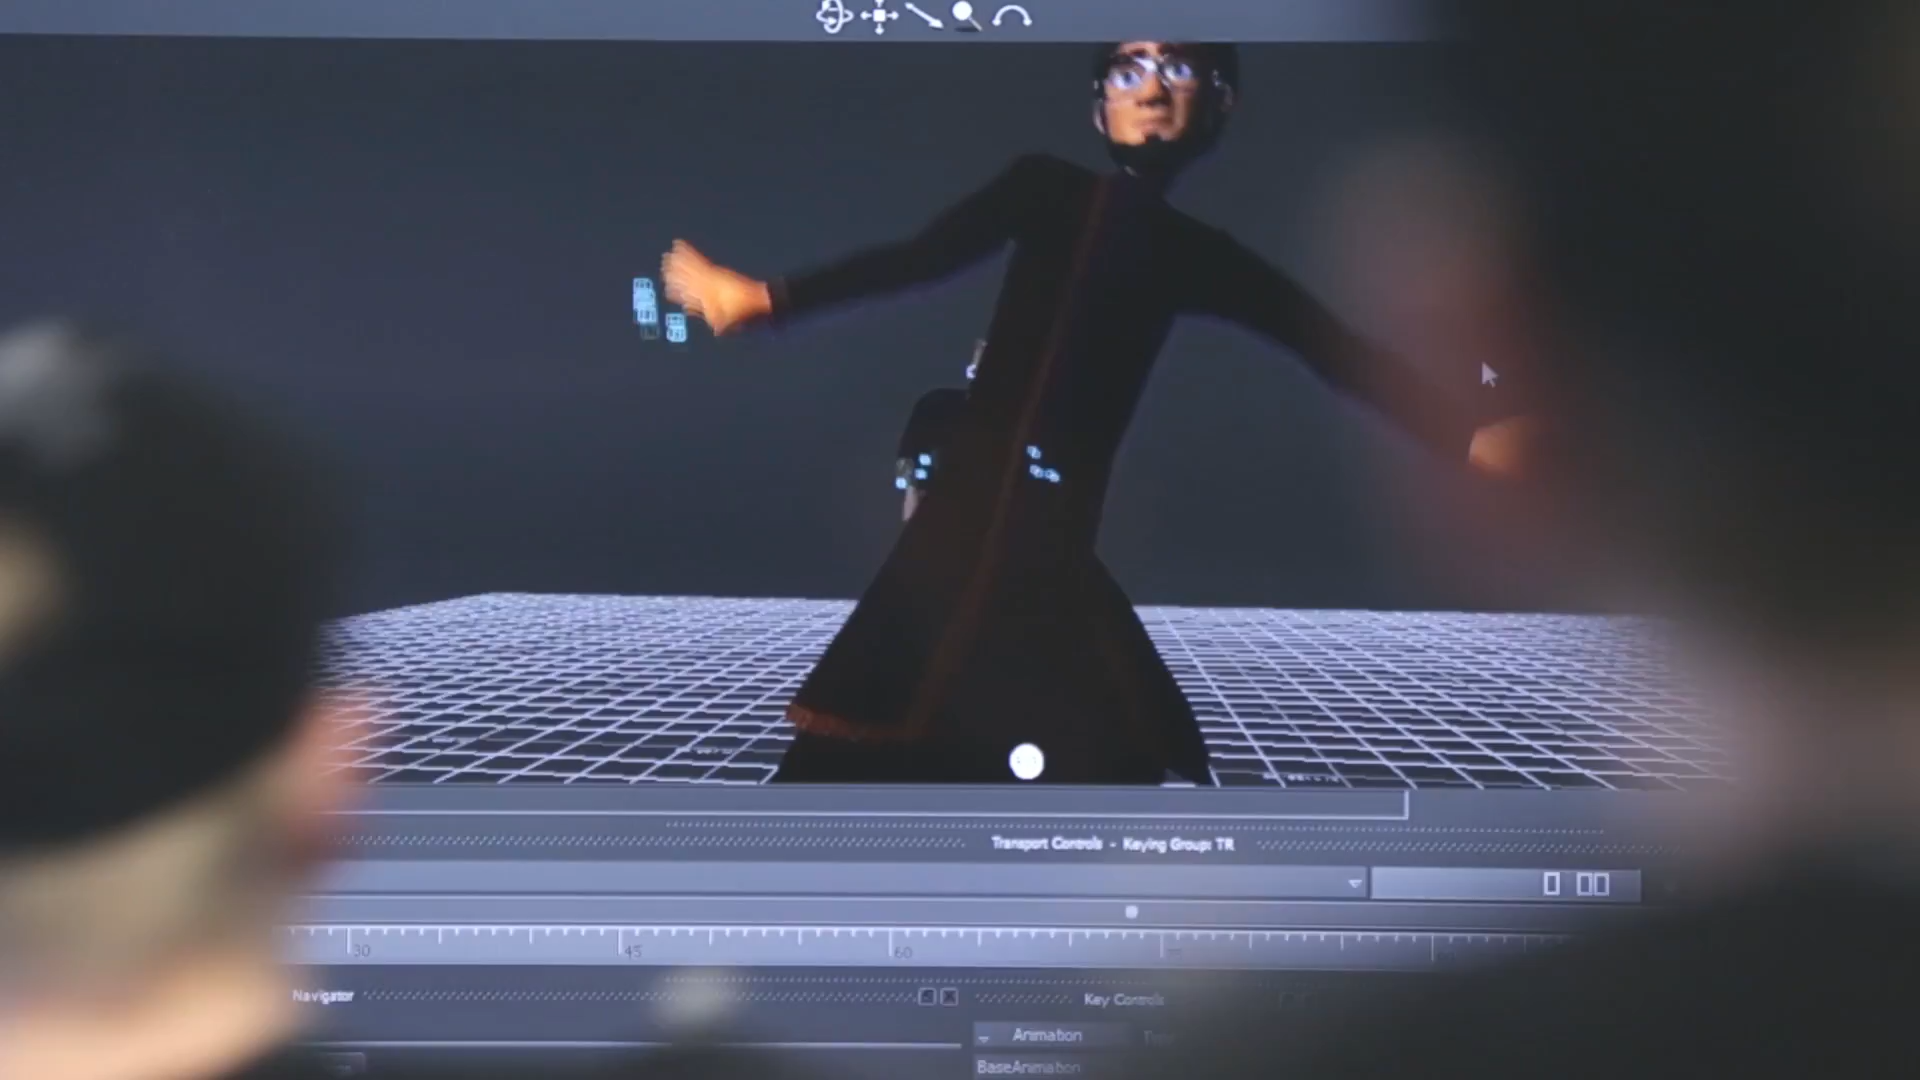 Transport Controls - Keying Group: TR
30 45 60
Navigator
Key Controls
Animation
BaseAnimation